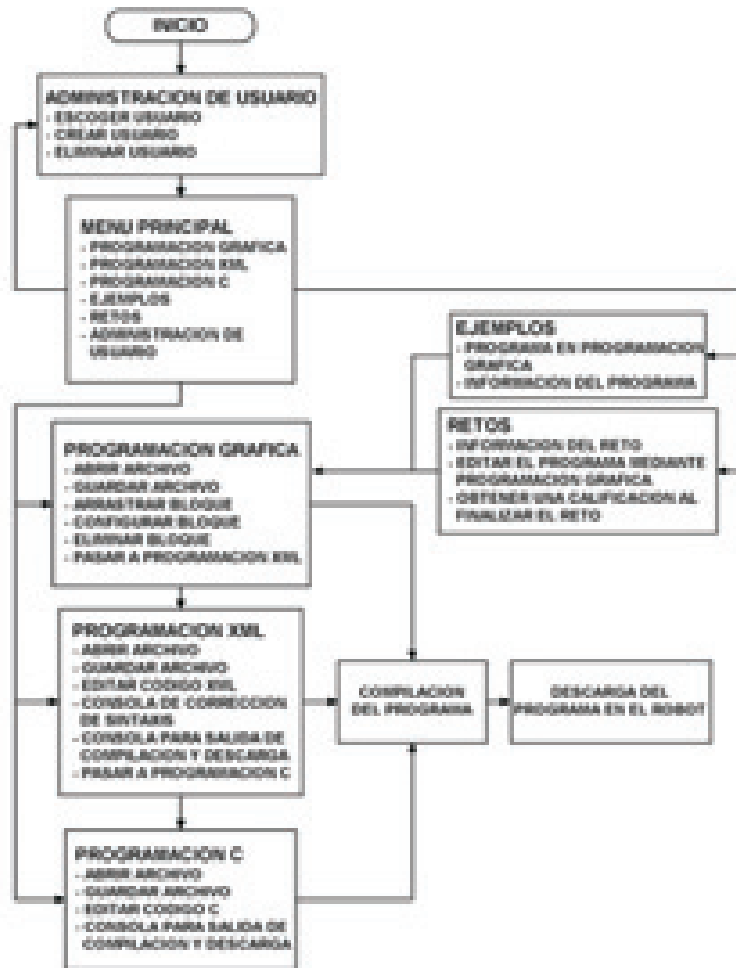 INICIO
ADMINISTRACION DE USUARIO
- ESCOGER USUARIO
- CREAR USUARIO
- ELIMINAR USUARIO
MENU PRINCIPAL
- PROGRAMACION GRAFICA
- PROGRAMACION XML
- PROGRAMACION C
- EJEMPLOS
- RETOS
- ADMINISTRACION DE
USUARIO
EJEMPLOS
- PROGRAMA EN PROGRAMACION
GRAFICA
- INFORMACION DEL PROGRAMA
RETOS
- INFORMACION DEL RETO
- EDITAR EL PROGRAMA MEDIANTE
PROGRAMACION GRAFICA
- OBTENER UNA CALIFICACION AL
FINALIZAR EL RETO
PROGRAMACION GRAFICA
- ABRIR ARCHIVO
- GUARDAR ARCHIVO
- ARRASTRAR BLOQUE
- CONFIGURAR BLOQUE
- ELIMINAR BLOQUE
- PASAR A PROGRAMACION XML
PROGRAMACION XML
- ABRIR ARCHIVO
- GUARDAR ARCHIVO
- EDITAR CODIGO XML
- CONSOLA DE CORRECCION
DE SINTAXIS
- CONSOLA PARA SALIDA DE
COMPILACION Y DESCARGA
- PASAR A PROGRAMACION C
COMPILACION
DEL PROGRAMA
DESCARGA DEL
PROGRAMA EN EL ROBOT
PROGRAMACION C
- ABRIR ARCHIVO
- GUARDAR ARCHIVO
- EDITAR CODIGO C
- CONSOLA PARA SALIDA DE
COMPILACION Y DESCARGA